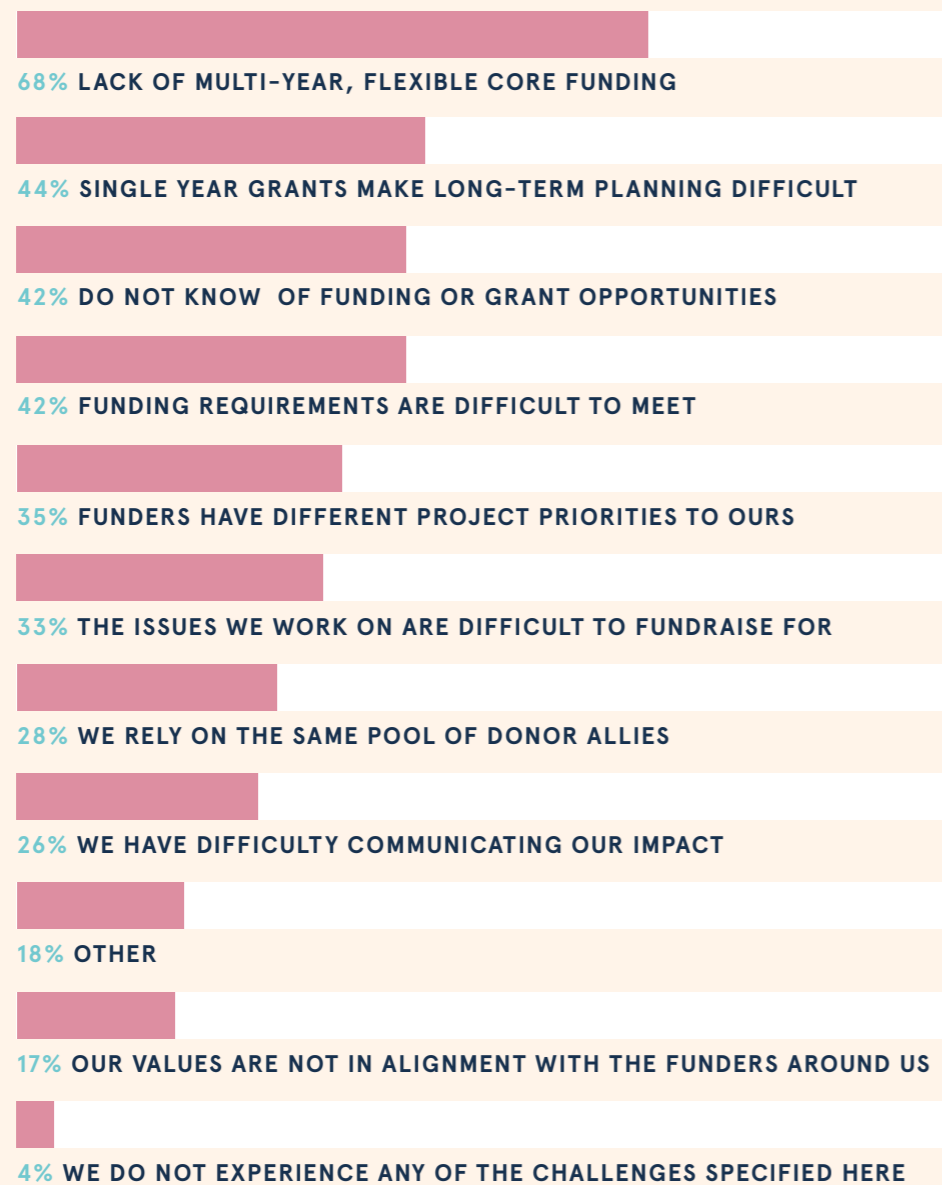 68% LACK OF MULTI-YEAR, FLEXIBLE CORE FUNDING
44% SINGLE YEAR GRANTS MAKE LONG-TERM PLANNING DIFFICULT
42% DO NOT KNOW  OF FUNDING OR GRANT OPPORTUNITIES
42% FUNDING REQUIREMENTS ARE DIFFICULT TO MEET
35% FUNDERS HAVE DIFFERENT PROJECT PRIORITIES TO OURS
33% THE ISSUES WE WORK ON ARE DIFFICULT TO FUNDRAISE FOR
28% WE RELY ON THE SAME POOL OF DONOR ALLIES
26% WE HAVE DIFFICULTY COMMUNICATING OUR IMPACT
18% OTHER
17% OUR VALUES ARE NOT IN ALIGNMENT WITH THE FUNDERS AROUND US
4% WE DO NOT EXPERIENCE ANY OF THE CHALLENGES SPECIFIED HERE